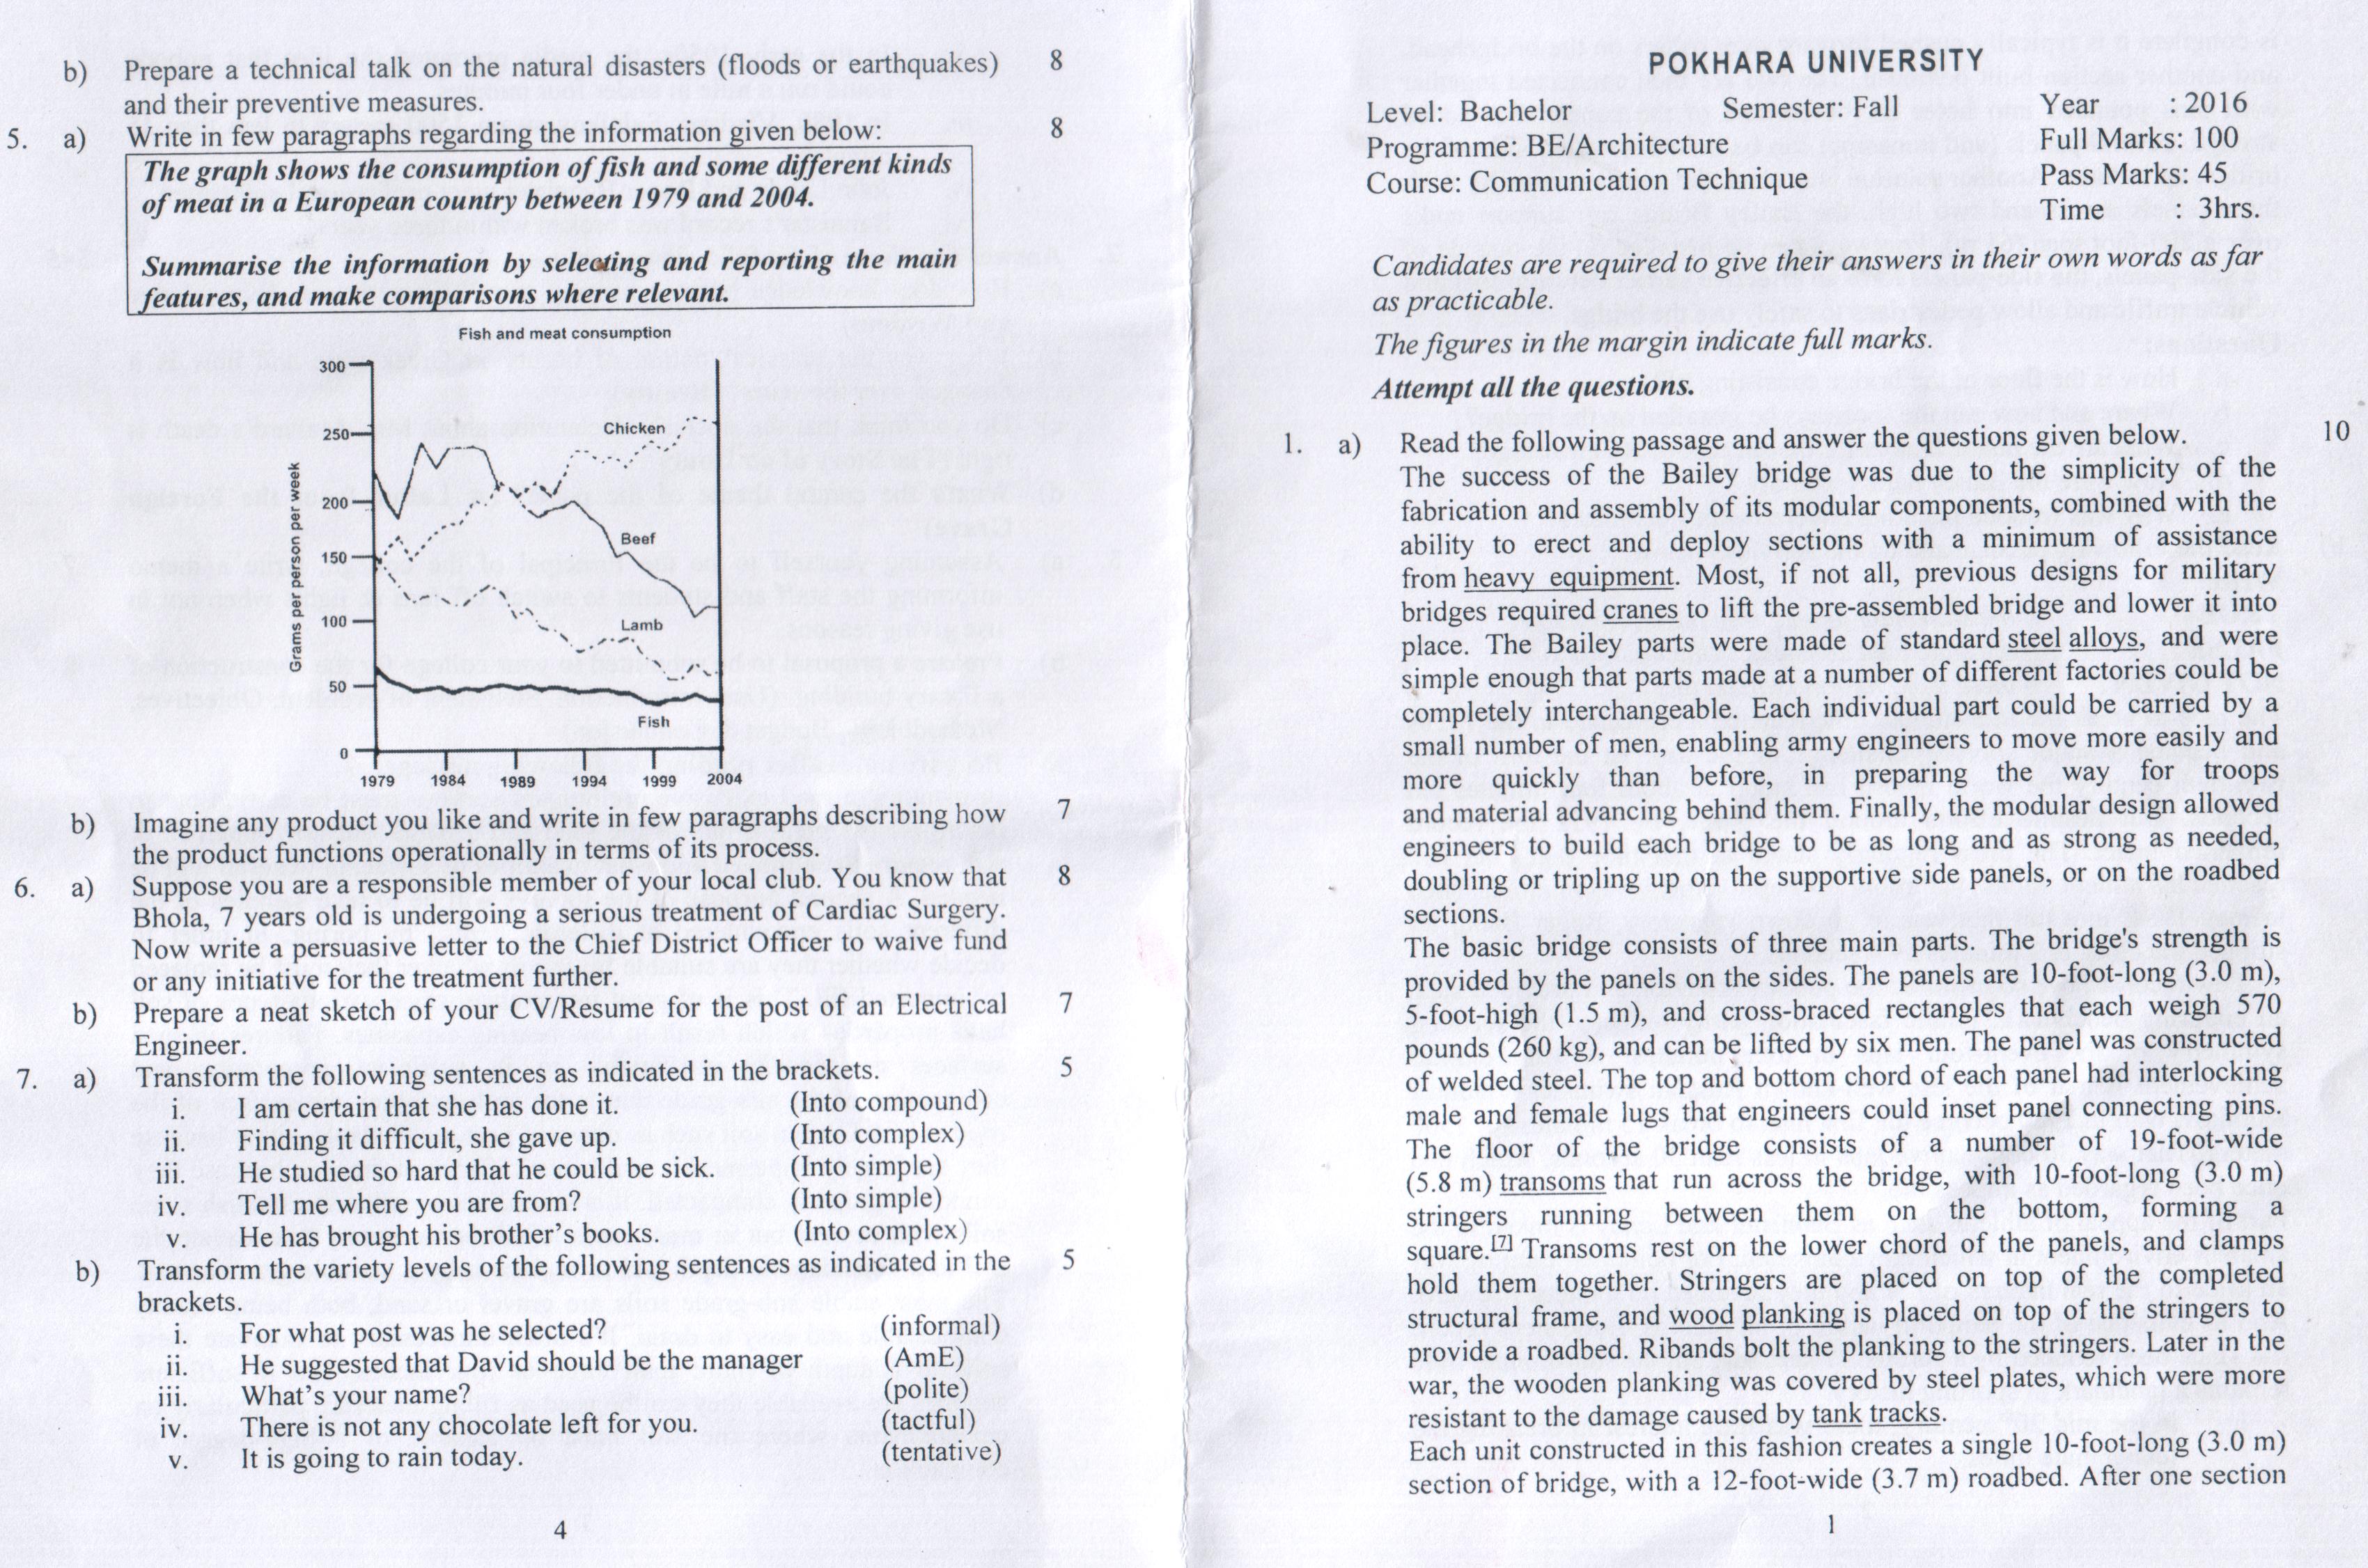 b) Prepare a technical talk on the natural disasters (floods or earthquakes) 8
and their preventive measures.
5. a) Write in few paragraphs regarding the information given below: 8
The graph shows the consumption of fish and some different kinds
of meat in a European country between 1979 and 2004.
Summarise the information by selecting and reporting the main
features, and make comparisons where relevant.
Fish and meat consumption
Grams per person per week
300
250
200
150
100
50
0
Chicken
Beef
Lamb
Fish
1979 1984 1989 1994 1999 2004
b) Imagine any product you like and write in few paragraphs describing how 7
the product functions operationally in terms of its process.
6. a) Suppose you are a responsible member of your local club. You know that 8
Bhola, 7 years old is undergoing a serious treatment of Cardiac Surgery.
Now write a persuasive letter to the Chief District Officer to waive fund
or any initiative for the treatment further.
b) Prepare a neat sketch of your CV/Resume for the post of an Electrical 7
Engineer.
7. a) Transform the following sentences as indicated in the brackets. 5
i. I am certain that she has done it. (Into compound)
ii. Finding it difficult, she gave up. (Into complex)
iii. He studied so hard that he could be sick. (Into simple)
iv. Tell me where you are from? (Into simple)
v. He has brought his brother's books. (Into complex)
b) Transform the variety levels of the following sentences as indicated in the 5
brackets.
i. For what post was he selected? (informal)
ii. He suggested that David should be the manager (AmE)
iii. What's your name? (polite)
iv. There is not any chocolate left for you. (tactful)
v. It is going to rain today. (tentative)
4
POKHARA UNIVERSITY
Level: Bachelor Semester: Fall Year : 2016
Programme: BE/Architecture Full Marks: 100
Course: Communication Technique Pass Marks: 45
Time : 3hrs.
Candidates are required to give their answers in their own words as far
as practicable.
The figures in the margin indicate full marks.
Attempt all the questions.
1. a) Read the following passage and answer the questions given below. 10
The success of the Bailey bridge was due to the simplicity of the
fabrication and assembly of its modular components, combined with the
ability to erect and deploy sections with a minimum of assistance
from heavy equipment. Most, if not all, previous designs for military
bridges required cranes to lift the pre-assembled bridge and lower it into
place. The Bailey parts were made of standard steel alloys, and were
simple enough that parts made at a number of different factories could be
completely interchangeable. Each individual part could be carried by a
small number of men, enabling army engineers to move more easily and
more quickly than before, in preparing the way for troops
and material advancing behind them. Finally, the modular design allowed
engineers to build each bridge to be as long and as strong as needed,
doubling or tripling up on the supportive side panels, or on the roadbed
sections.
The basic bridge consists of three main parts. The bridge's strength is
provided by the panels on the sides. The panels are 10-foot-long (3.0 m),
5-foot-high (1.5 m), and cross-braced rectangles that each weigh 570
pounds (260 kg), and can be lifted by six men. The panel was constructed
of welded steel. The top and bottom chord of each panel had interlocking
male and female lugs that engineers could inset panel connecting pins.
The floor of the bridge consists of a number of 19-foot-wide
(5.8 m) transoms that run across the bridge, with 10-foot-long (3.0 m)
stringers running between them on the bottom, forming a
square.[7] Transoms rest on the lower chord of the panels, and clamps
hold them together. Stringers are placed on top of the completed
structural frame, and wood planking is placed on top of the stringers to
provide a roadbed. Ribands bolt the planking to the stringers. Later in the
war, the wooden planking was covered by steel plates, which were more
resistant to the damage caused by tank tracks.
Each unit constructed in this fashion creates a single 10-foot-long (3.0 m)
section of bridge, with a 12-foot-wide (3.7 m) roadbed. After one section
1